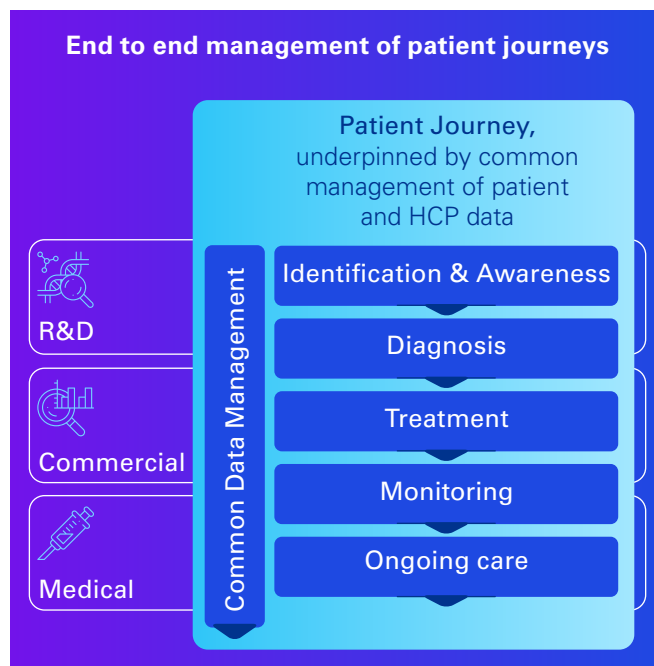 End to end management of patient journeys
Patient Journey,
underpinned by common
management of patient
and HCP data
R&D
Commercial
Medical
Common Data Management
Identification & Awareness
Diagnosis
Treatment
Monitoring
Ongoing care